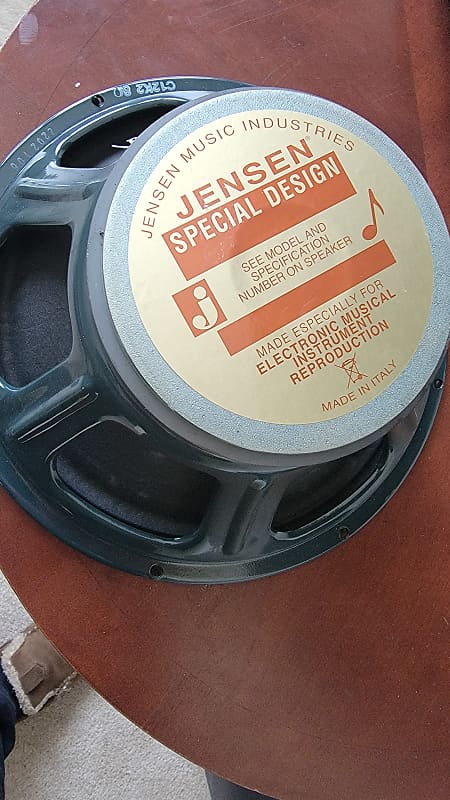 C12K2 8Ω
JENSEN MUSIC INDUSTRIES
JENSEN®
SPECIAL DESIGN
SEE MODEL AND
SPECIFICATION
NUMBER ON SPEAKER
j
MADE ESPECIALLY FOR
ELECTRONIC MUSICAL
INSTRUMENT
REPRODUCTION
MADE IN ITALY